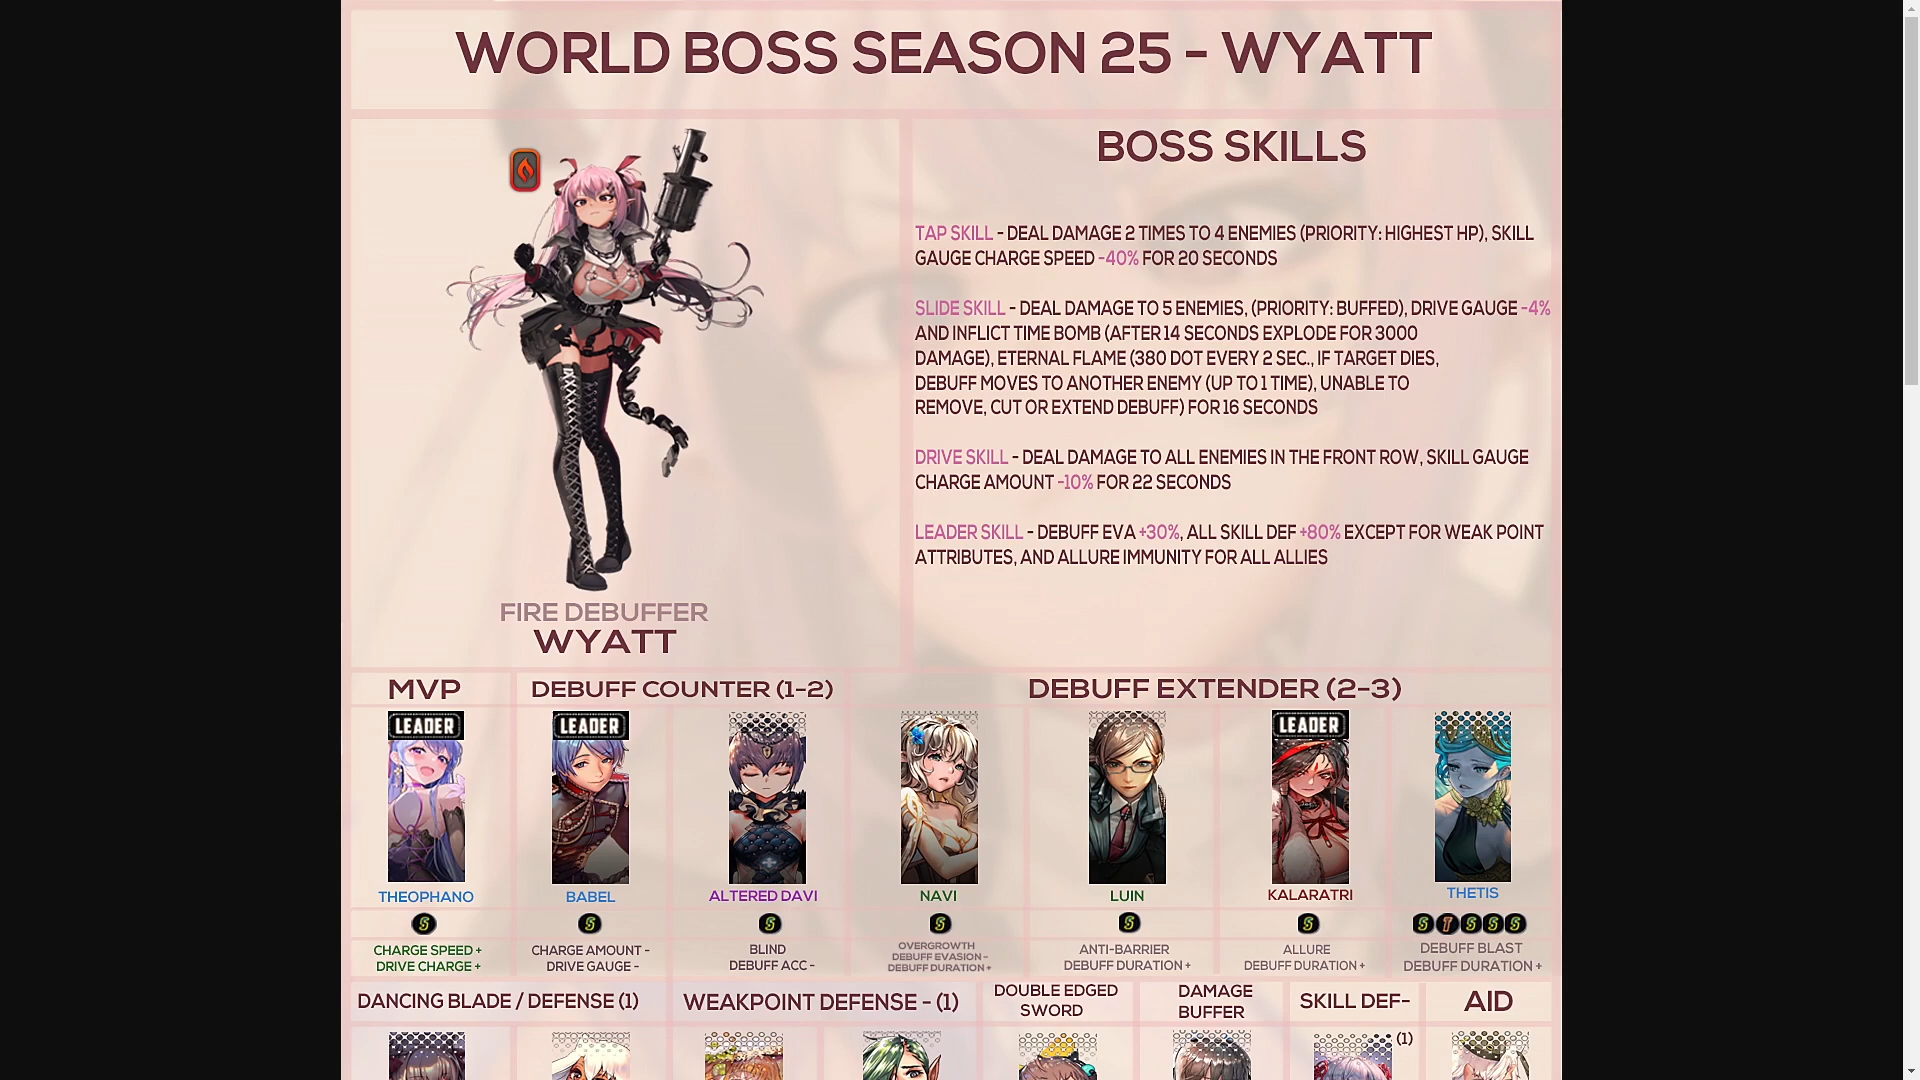 WORLD BOSS SEASON 25 - WYATT
BOSS SKILLS
TAP SKILL - DEAL DAMAGE 2 TIMES TO 4 ENEMIES (PRIORITY: HIGHEST HP), SKILL
GAUGE CHARGE SPEED -40% FOR 20 SECONDS
SLIDE SKILL - DEAL DAMAGE TO 5 ENEMIES, (PRIORITY: BUFFED), DRIVE GAUGE -4%
AND INFLICT TIME BOMB (AFTER 14 SECONDS EXPLODE FOR 3000
DAMAGE), ETERNAL FLAME (380 DOT EVERY 2 SEC., IF TARGET DIES,
DEBUFF MOVES TO ANOTHER ENEMY (UP TO 1 TIME), UNABLE TO
REMOVE, CUT OR EXTEND DEBUFF) FOR 16 SECONDS
DRIVE SKILL - DEAL DAMAGE TO ALL ENEMIES IN THE FRONT ROW, SKILL GAUGE
CHARGE AMOUNT -10% FOR 22 SECONDS
LEADER SKILL - DEBUFF EVA +30%, ALL SKILL DEF +80% EXCEPT FOR WEAK POINT
ATTRIBUTES, AND ALLURE IMMUNITY FOR ALL ALLIES
FIRE DEBUFFER
WYATT
MVP
DEBUFF COUNTER (1-2)
DEBUFF EXTENDER (2-3)
LEADER
LEADER
LEADER
THEOPHANO
BABEL
ALTERED DAVI
NAVI
LUIN
KALARATRI
THETIS
S
S
S
S
S
S
S T S S S
CHARGE SPEED +
DRIVE CHARGE +
CHARGE AMOUNT -
DRIVE GAUGE -
BLIND
DEBUFF ACC -
OVERGROWTH
DEBUFF EVASION -
DEBUFF DURATION +
ANTI-BARRIER
DEBUFF DURATION +
ALLURE
DEBUFF DURATION +
DEBUFF BLAST
DEBUFF DURATION +
DANCING BLADE / DEFENSE (1)
WEAKPOINT DEFENSE - (1)
DOUBLE EDGED
SWORD
DAMAGE
BUFFER
SKILL DEF-
AID
(1)